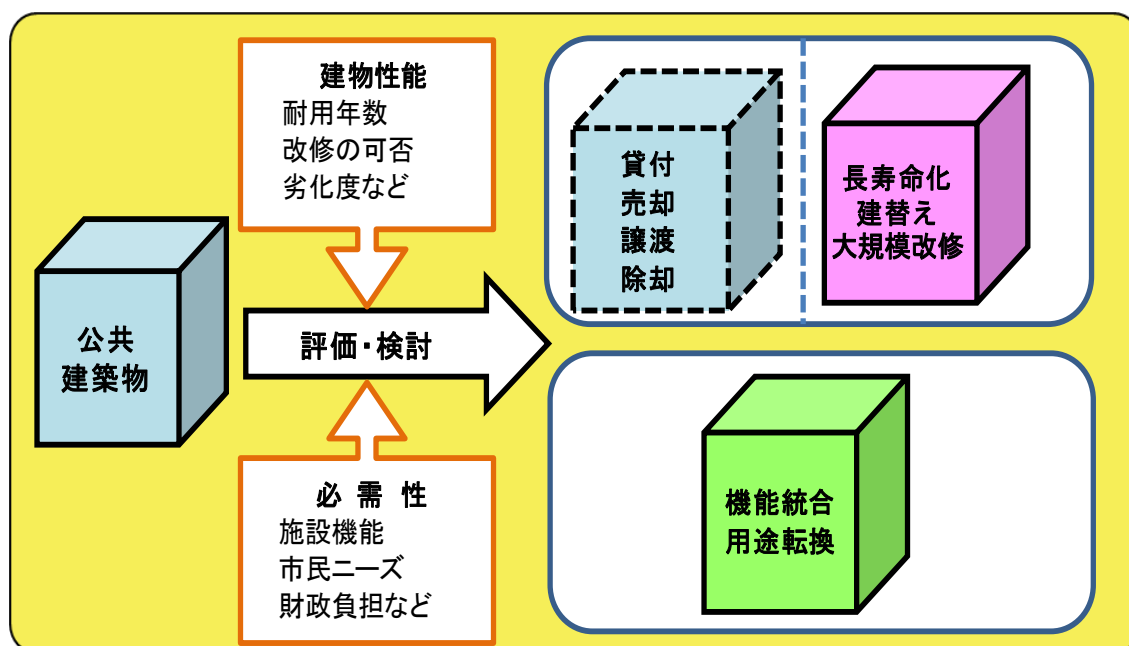 公共
建築物
建物性能
耐用年数
改修の可否
劣化度など
評価・検討
必 需 性
施設機能
市民ニーズ
財政負担など
貸付
売却
譲渡
除却
長寿命化
建替え
大規模改修
機能統合
用途転換